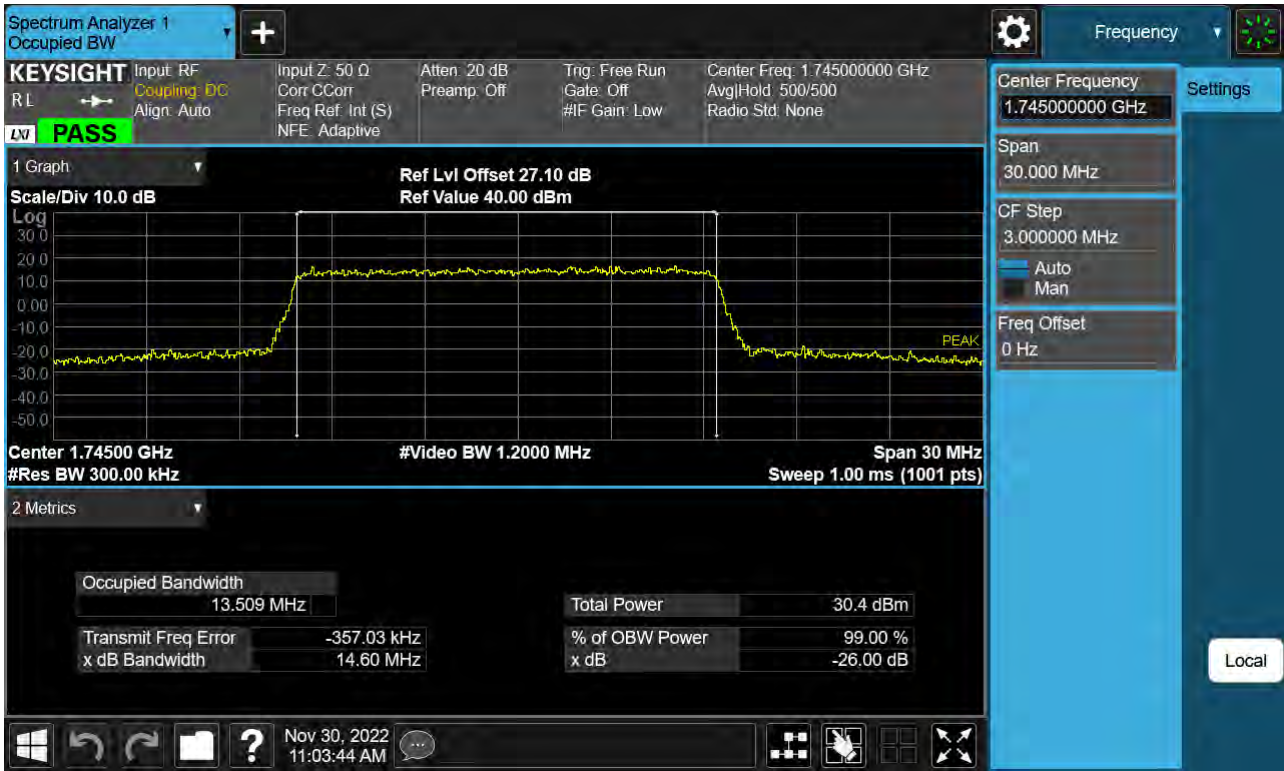 Spectrum Analyzer 1
Occupied BW
Frequency
KEYSIGHT
RL
LXI
PASS
Input: RF
Coupling: DC
Align: Auto
Input Z: 50 Ω
Corr CCorr
Freq Ref: Int (S)
NFE: Adaptive
Atten: 20 dB
Preamp: Off
Trig: Free Run
Gate: Off
#IF Gain: Low
Center Freq: 1.745000000 GHz
Avg|Hold: 500/500
Radio Std: None
Center Frequency
1.745000000 GHz
Settings
Span
30.000 MHz
CF Step
3.000000 MHz
Auto
Man
Freq Offset
0 Hz
Local
1 Graph
Scale/Div 10.0 dB
Ref Lvl Offset 27.10 dB
Ref Value 40.00 dBm
Log
30.0
20.0
10.0
0.00
-10.0
-20.0
-30.0
-40.0
-50.0
PEAK
Center 1.74500 GHz
#Video BW 1.2000 MHz
Span 30 MHz
#Res BW 300.00 kHz
Sweep 1.00 ms (1001 pts)
2 Metrics
Occupied Bandwidth
13.509 MHz
Total Power 30.4 dBm
Transmit Freq Error -357.03 kHz
% of OBW Power 99.00 %
x dB Bandwidth 14.60 MHz
x dB -26.00 dB
Nov 30, 2022
11:03:44 AM